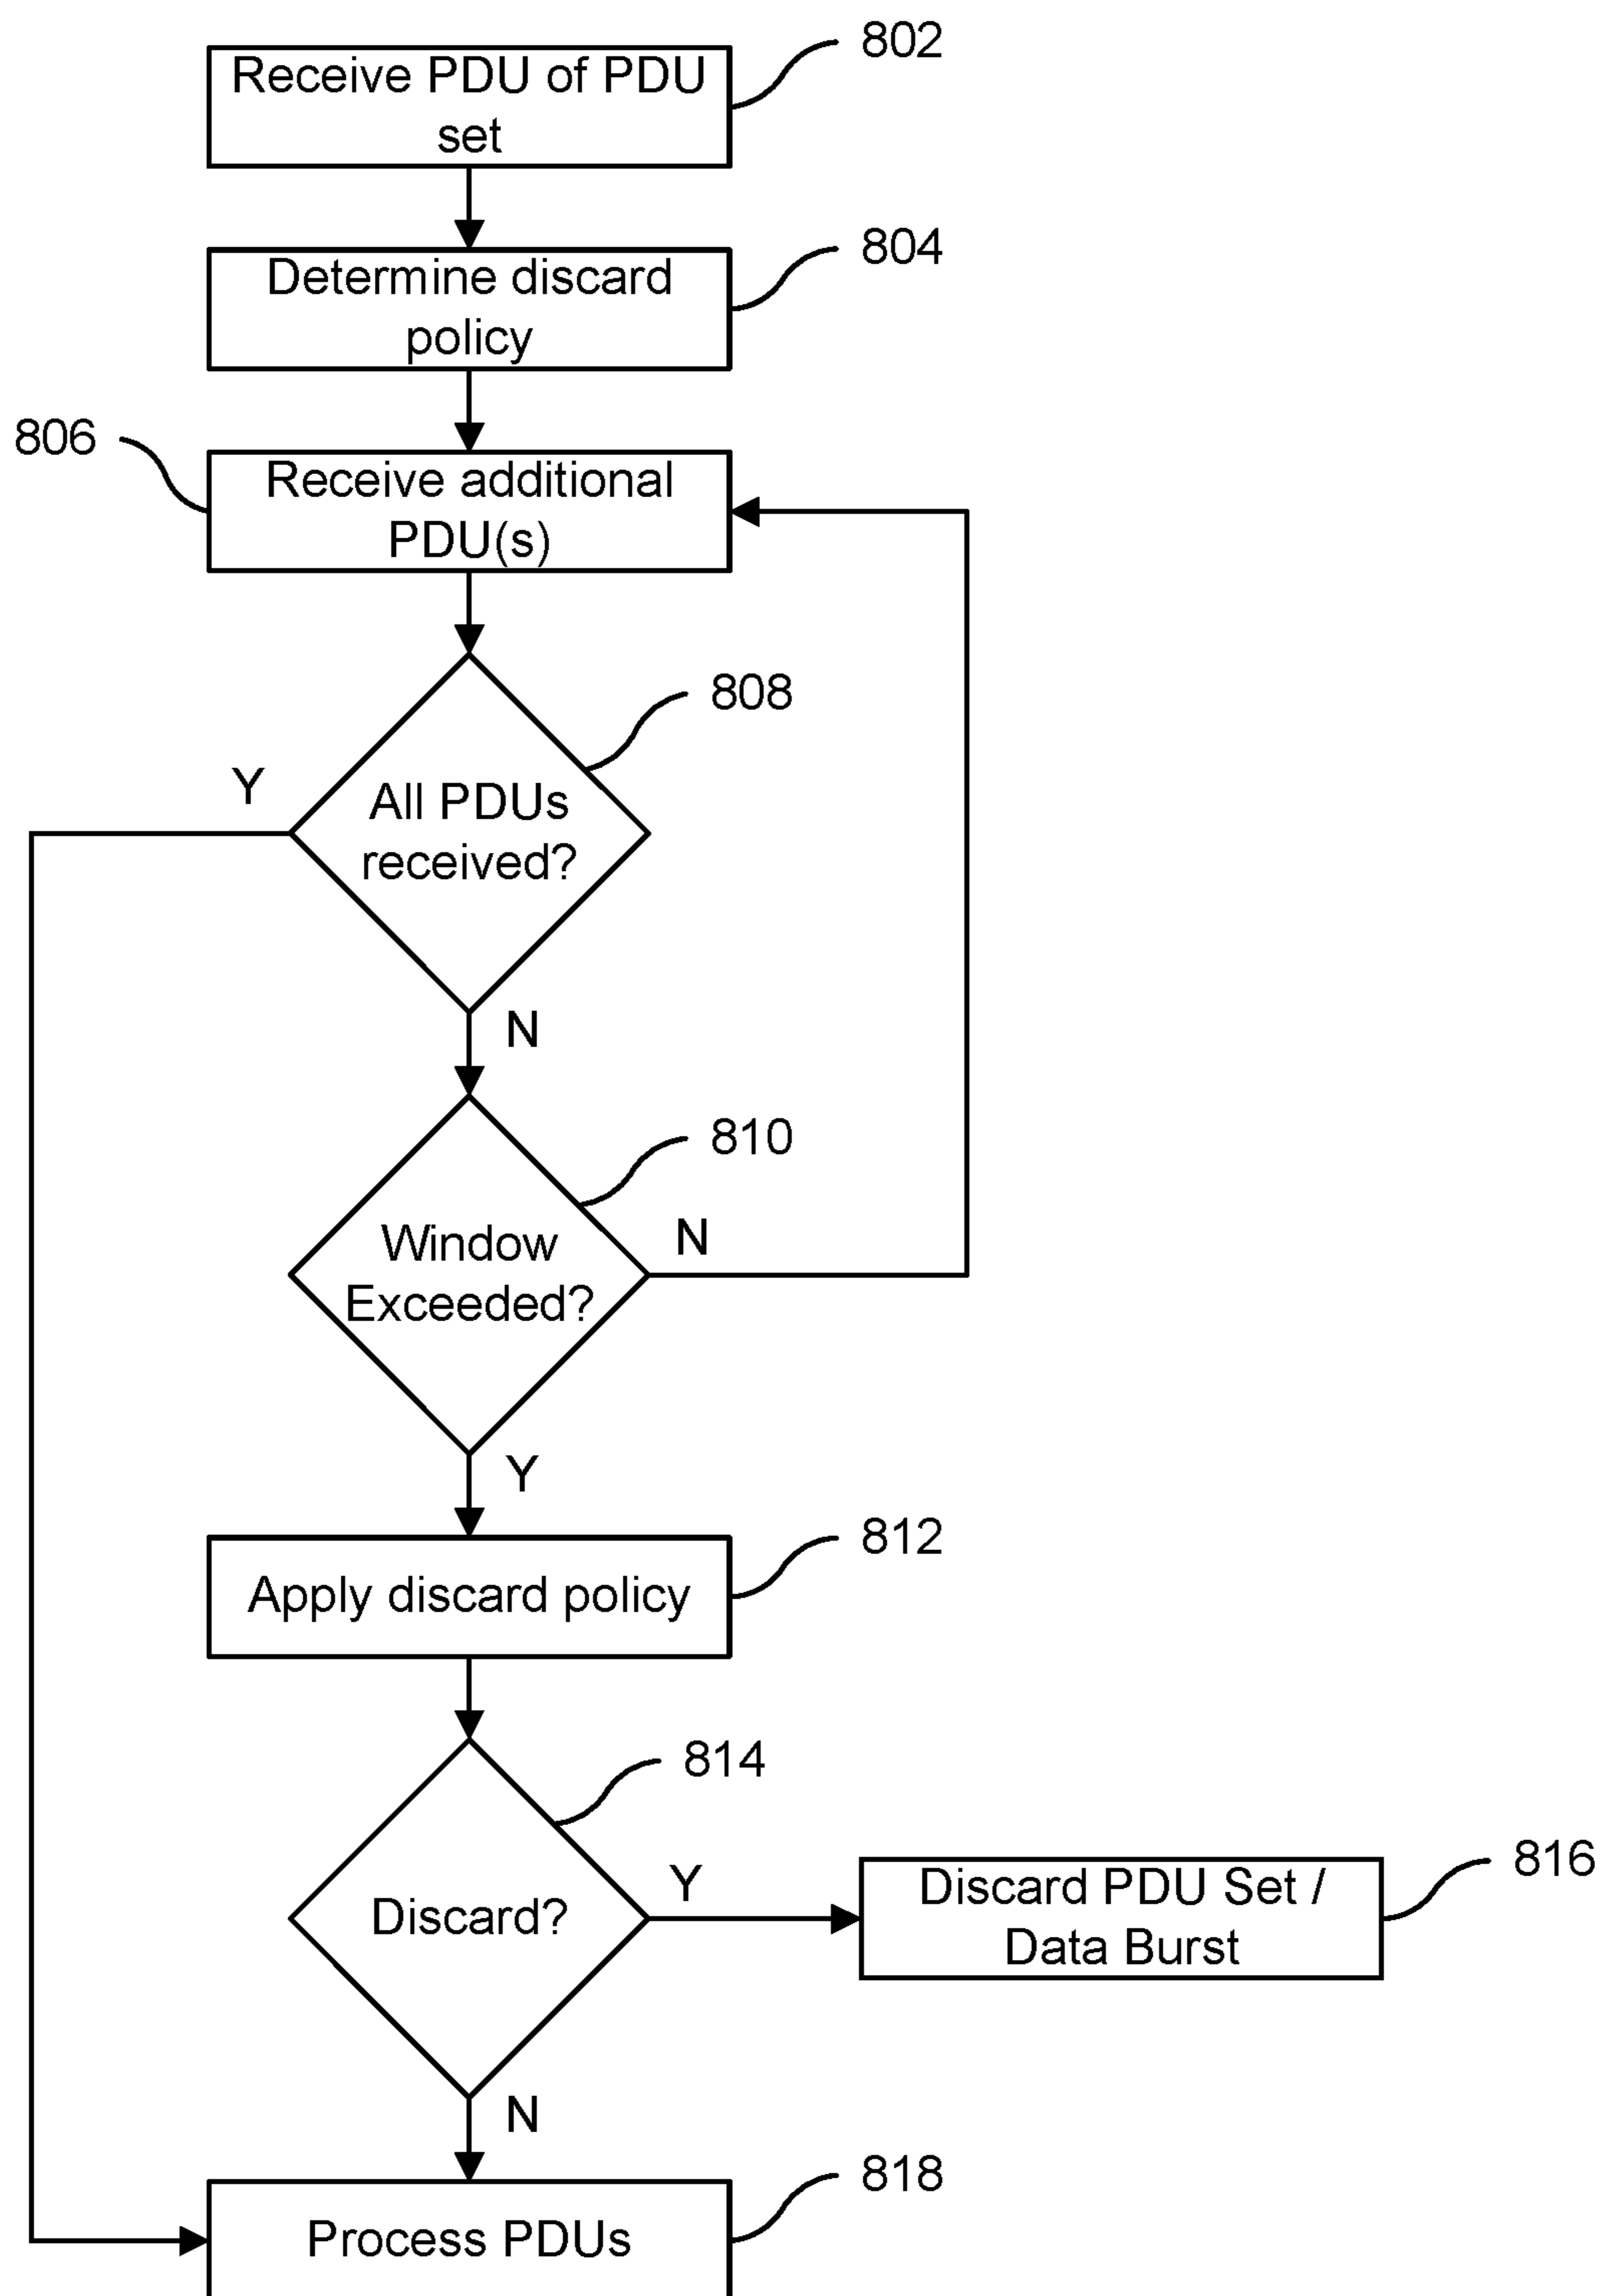 802
Receive PDU of PDU
set
804
Determine discard
policy
806
Receive additional
PDU(s)
808
Y
All PDUs
received?
N
810
Window
Exceeded?
N
Y
812
Apply discard policy
814
Discard?
Y
816
Discard PDU Set /
Data Burst
N
818
Process PDUs